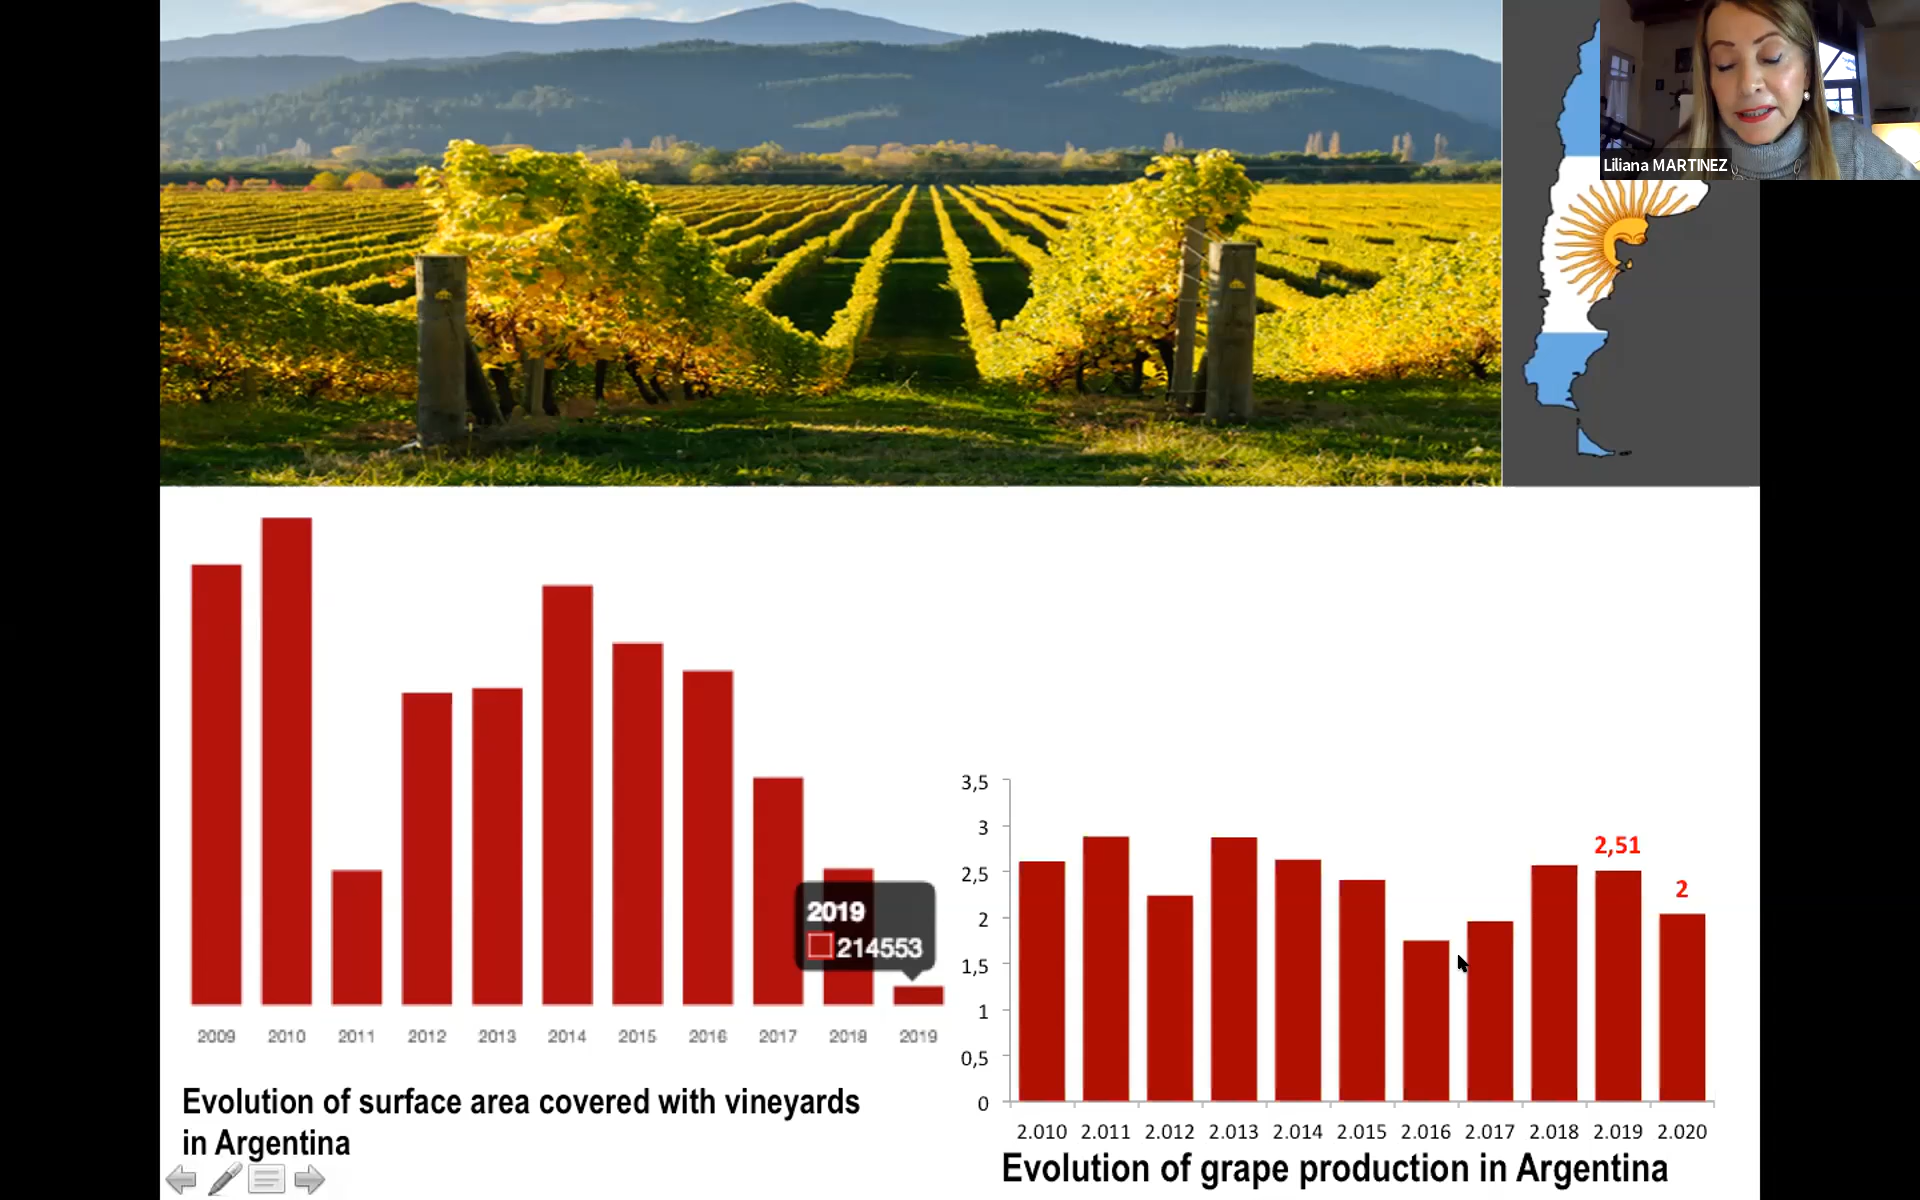 Liliana MARTINEZ
2019
214553
2009 2010 2011 2012 2013 2014 2015 2016 2017 2018 2019
Evolution of surface area covered with vineyards
in Argentina
3,5
3
2,5
2
1,5
1
0,5
0
2,51
2
2.010 2.011 2.012 2.013 2.014 2.015 2.016 2.017 2.018 2.019 2.020
Evolution of grape production in Argentina